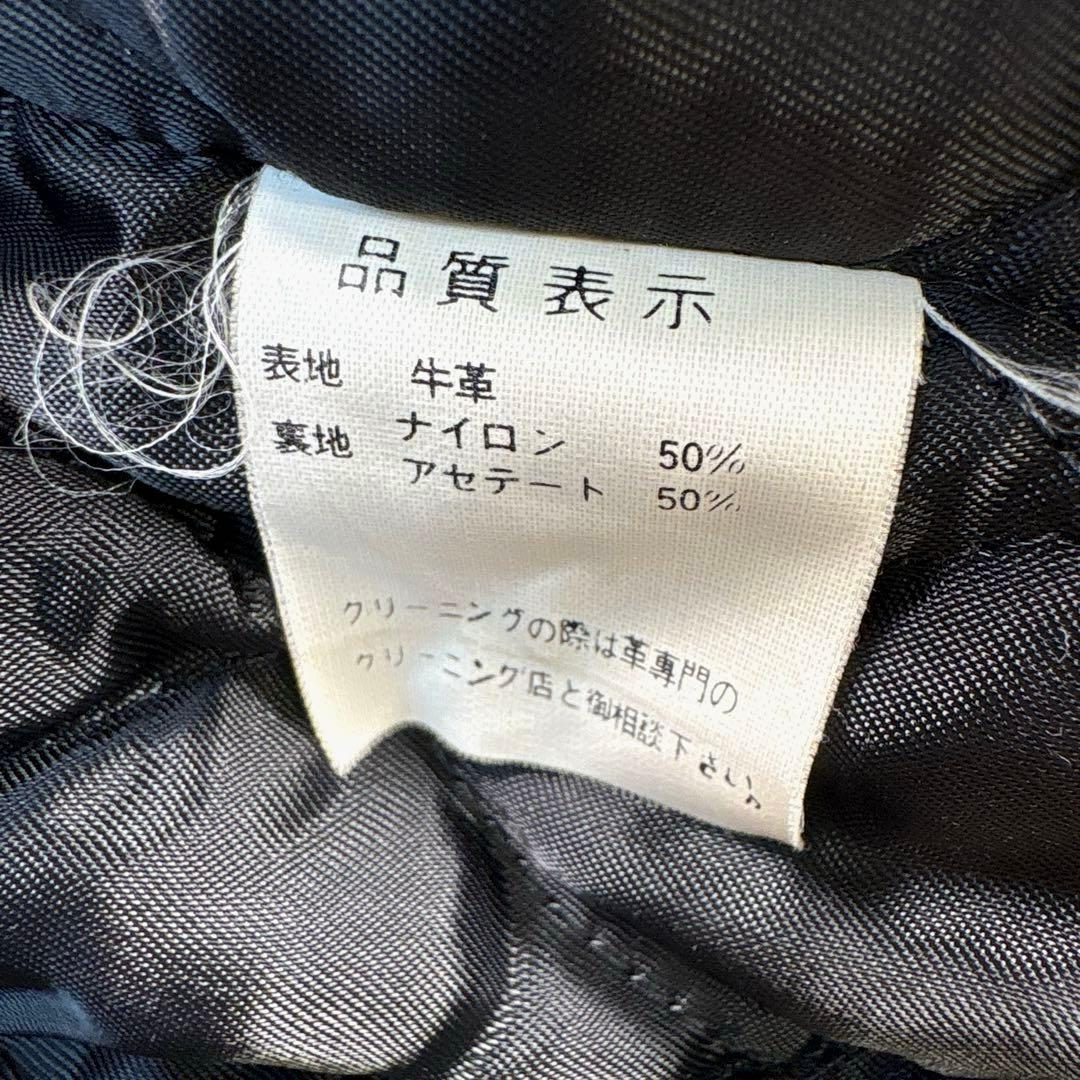 品質表示
表地 牛革
裏地 ナイロン 50%
アセテート 50%
クリーニングの際は革専門の
クリーニング店と御相談下さい。